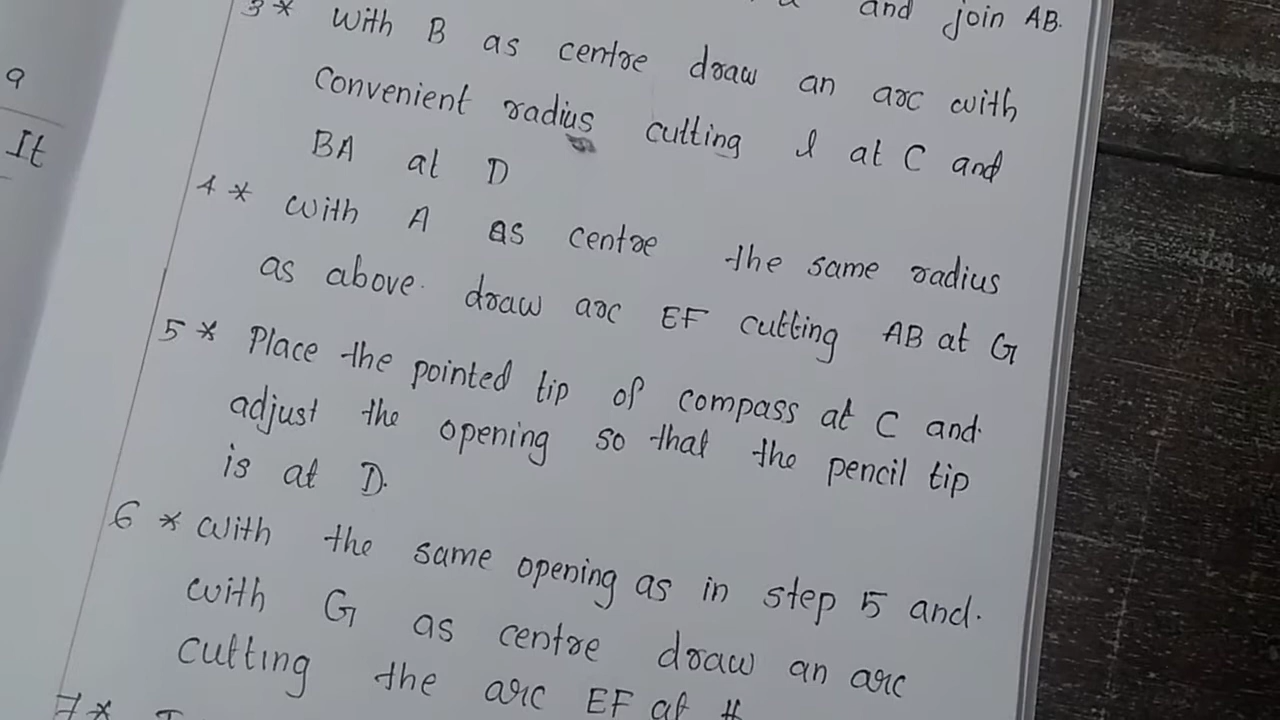 and join AB.
3* with B as centre draw an arc with
Convenient radius cutting l at C and
BA at D
4* with A as centre the same radius
as above. draw arc EF cutting AB at G
5* Place the pointed tip of compass at C and.
adjust the opening so that the pencil tip
is at D.
6* with the same opening as in step 5 and.
with G as centre draw an arc
cutting the arc EF at H
7*
a
It